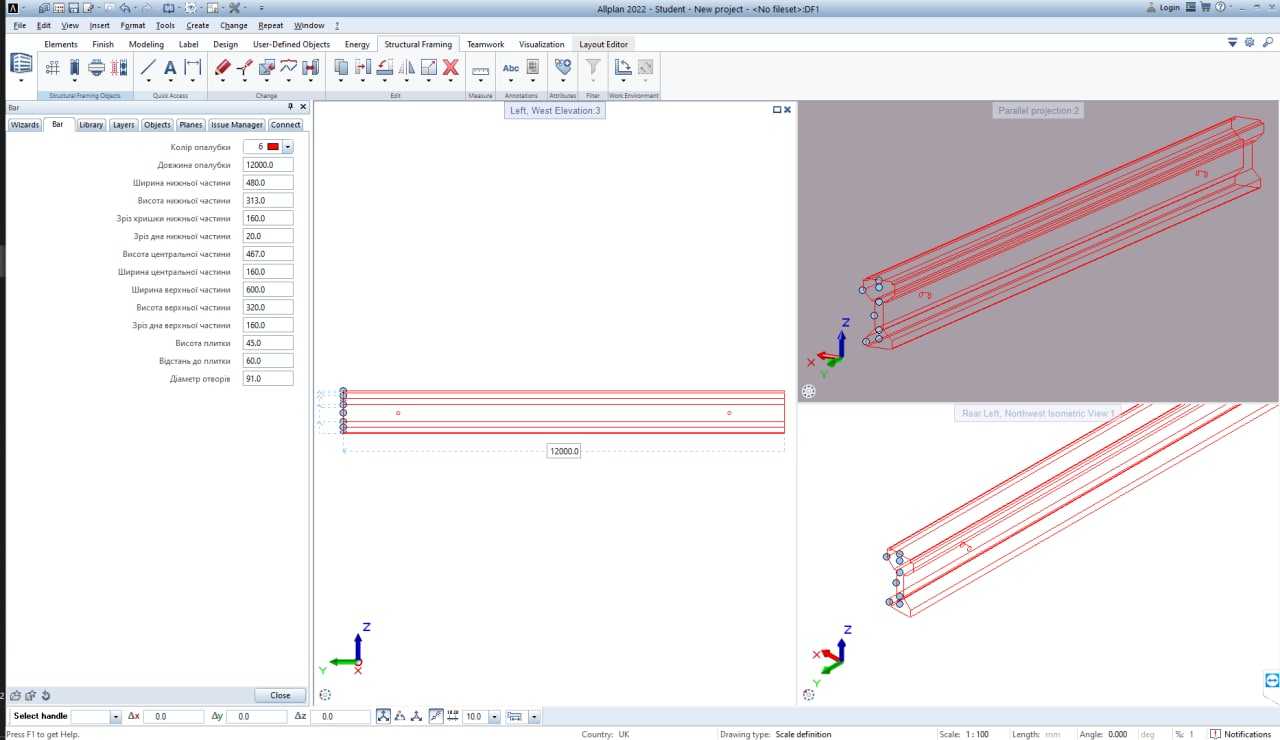 Allplan 2022 - Student - New project - <No fileset>:DF1
Login
File Edit View Insert Format Tools Create Change Repeat Window ?
Elements Finish Modeling Label Design User-Defined Objects Energy Structural Framing Teamwork Visualization Layout Editor
Abc
Structural Framing Objects Quick Access Change Edit Measure Annotations Attributes Filter Work Environment
Bar
Wizards Bar Library Layers Objects Planes Issue Manager Connect
Колір опалубки 6
Довжина опалубки 12000.0
Ширина нижньої частини 480.0
Висота нижньої частини 313.0
Зріз кришки нижньої частини 160.0
Зріз дна нижньої частини 20.0
Висота центральної частини 467.0
Ширина центральної частини 160.0
Ширина верхньої частини 600.0
Висота верхньої частини 320.0
Зріз дна верхньої частини 160.0
Висота плитки 45.0
Відстань до плитки 60.0
Діаметр отворів 91.0
Close
Left, West Elevation:3
12000.0
Z
Y
X
Parallel projection:2
Z
X
Y
Rear Left, Northwest Isometric View:1
Z
X
Y
Select handle Δx 0.0 Δy 0.0 Δz 0.0 10.0
Press F1 to get Help. Country: UK Drawing type: Scale definition Scale: 1 : 100 Length: mm Angle: 0.000 deg %: 1 Notifications